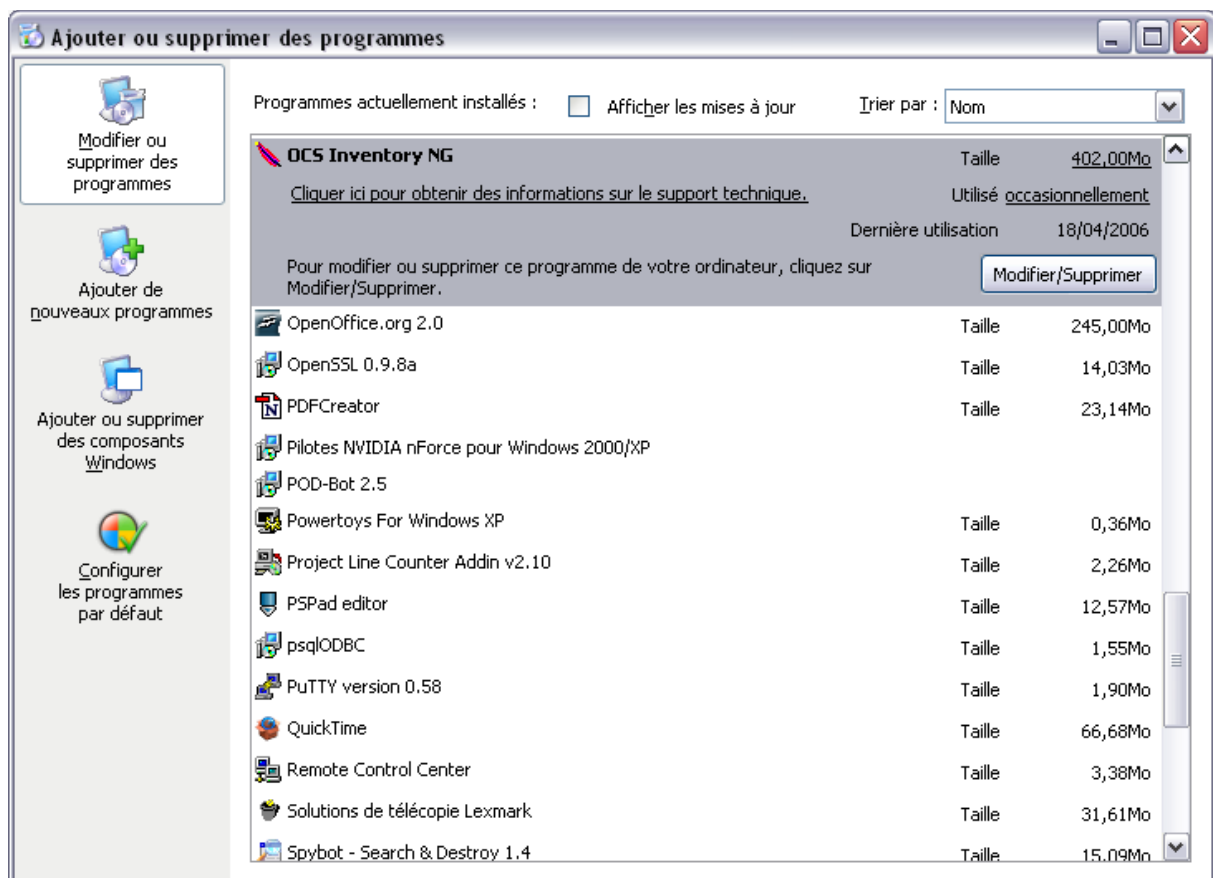 Ajouter ou supprimer des programmes
Modifier ou
supprimer des
programmes
Ajouter de
nouveaux programmes
Ajouter ou supprimer
des composants
Windows
Configurer
les programmes
par défaut
Programmes actuellement installés : Afficher les mises à jour Trier par : Nom
OCS Inventory NG Taille 402,00Mo
Cliquer ici pour obtenir des informations sur le support technique. Utilisé occasionnellement
Dernière utilisation 18/04/2006
Pour modifier ou supprimer ce programme de votre ordinateur, cliquez sur
Modifier/Supprimer. Modifier/Supprimer
OpenOffice.org 2.0 Taille 245,00Mo
OpenSSL 0.9.8a Taille 14,03Mo
PDFCreator Taille 23,14Mo
Pilotes NVIDIA nForce pour Windows 2000/XP
POD-Bot 2.5
Powertoys For Windows XP Taille 0,36Mo
Project Line Counter Addin v2.10 Taille 2,26Mo
PSPad editor Taille 12,57Mo
psqlODBC Taille 1,55Mo
PuTTY version 0.58 Taille 1,90Mo
QuickTime Taille 66,68Mo
Remote Control Center Taille 3,38Mo
Solutions de télécopie Lexmark Taille 31,61Mo
Spybot - Search & Destroy 1.4 Taille 15,09Mo